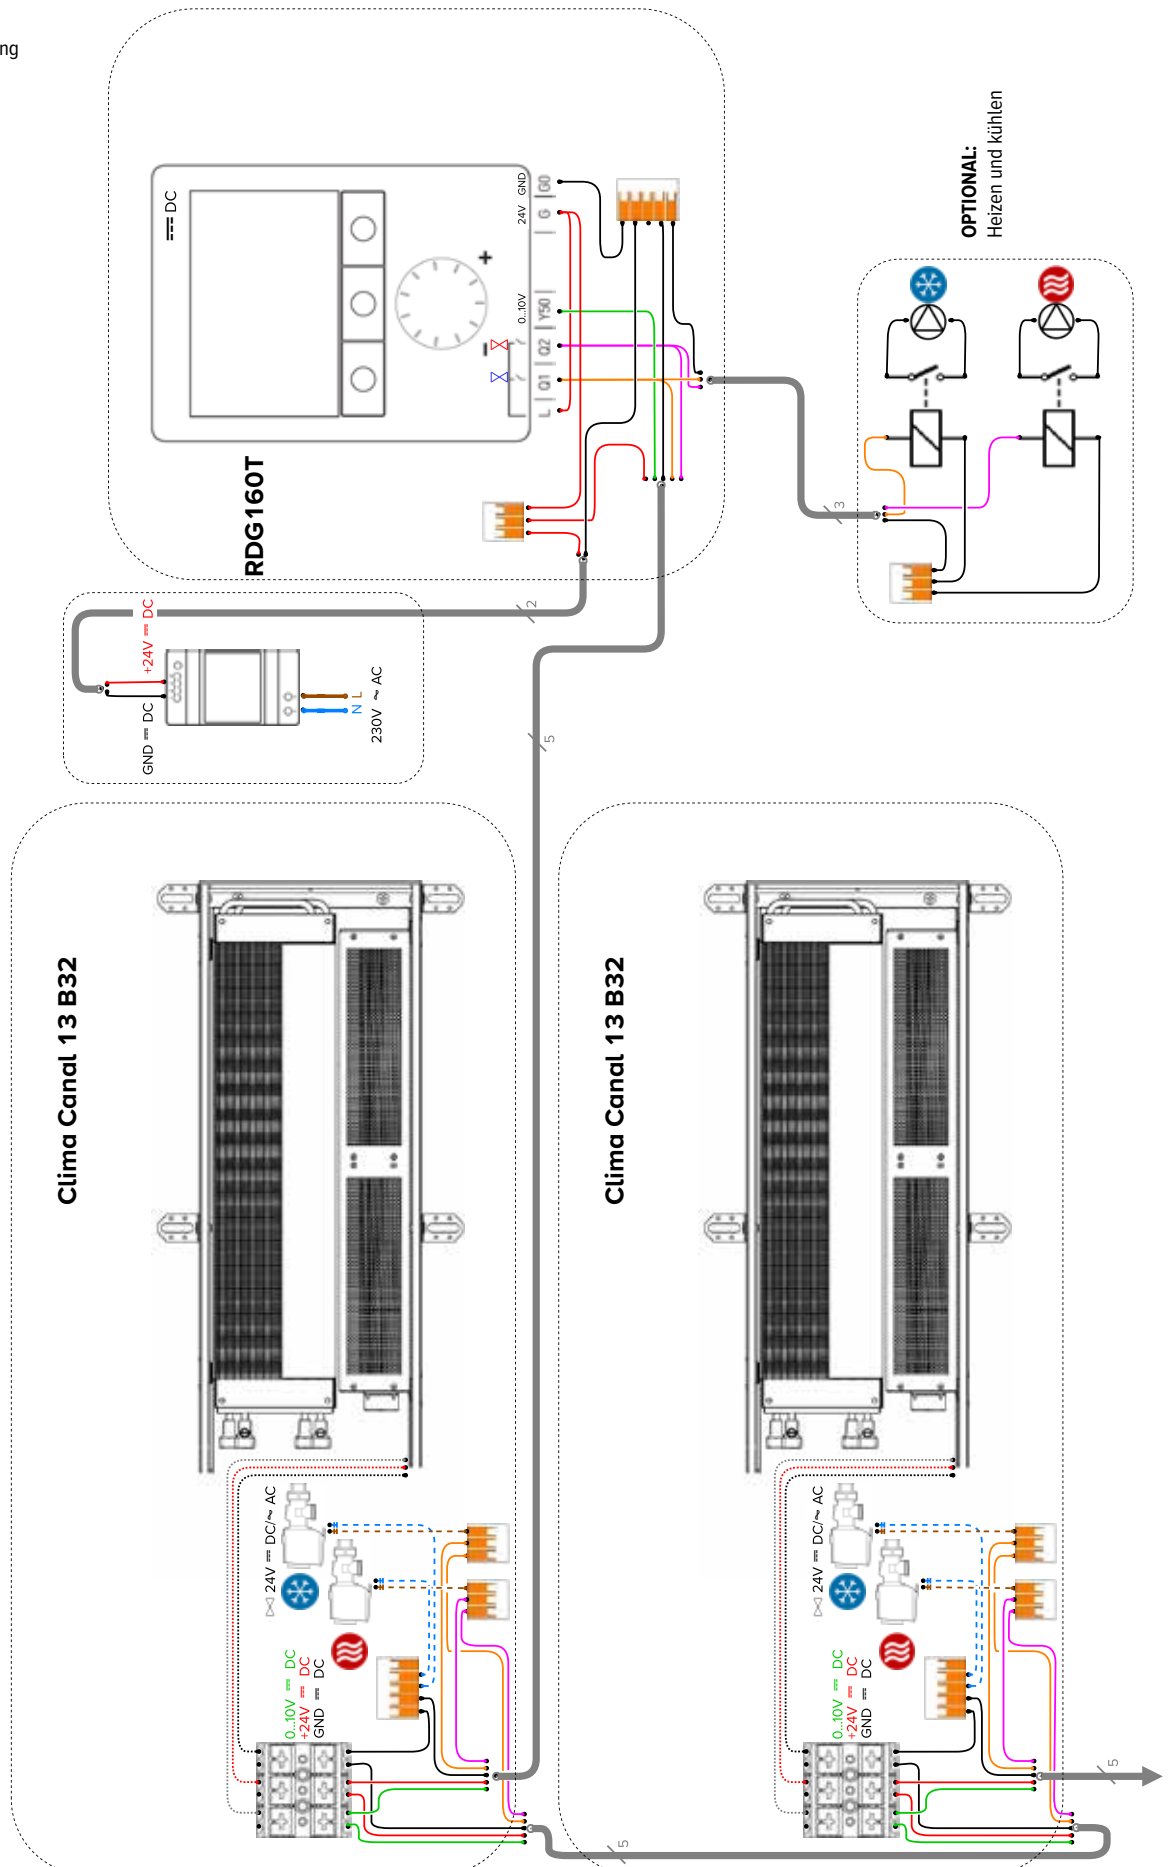 ng
DC
GND
24V
0...10V
G0
G
Y50
Q2
Q1
L
+
−
RDG160T
OPTIONAL:
Heizen und kühlen
3
2
5
+24V ⎓ DC
GND ⎓ DC
L
N
230V ~ AC
Clima Canal 13 B32
24V ⎓ DC/~ AC
0...10V ⎓ DC
+24V ⎓ DC
GND ⎓ DC
5
Clima Canal 13 B32
24V ⎓ DC/~ AC
0...10V ⎓ DC
+24V ⎓ DC
GND ⎓ DC
5